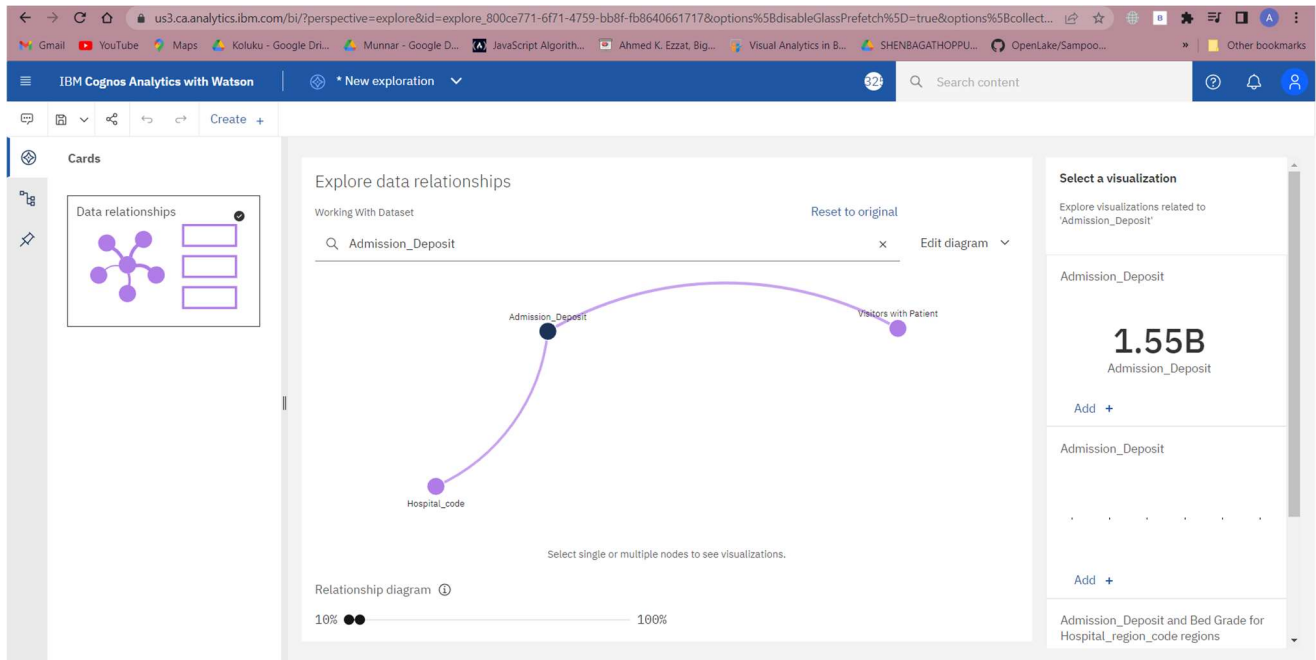 us3.ca.analytics.ibm.com/bi/?perspective=explore&id=explore_800ce771-6f71-4759-bb8f-fb8640661717&options%5BdisableGlassPrefetch%5D=true&options%5Bcollect...
Gmail YouTube Maps Koluku - Google Dri... Munnar - Google D... JavaScript Algorith... Ahmed K. Ezzat, Big... Visual Analytics in B... SHENBAGATHOPPU... OpenLake/Sampoo... » Other bookmarks
IBM Cognos Analytics with Watson * New exploration Search content
Create +
Cards
Data relationships
Explore data relationships
Working With Dataset Reset to original
Admission_Deposit × Edit diagram
Admission_Deposit
Visitors with Patient
Hospital_code
Select single or multiple nodes to see visualizations.
Relationship diagram
10% 100%
Select a visualization
Explore visualizations related to
'Admission_Deposit'
Admission_Deposit
1.55B
Admission_Deposit
Add +
Admission_Deposit
Add +
Admission_Deposit and Bed Grade for
Hospital_region_code regions